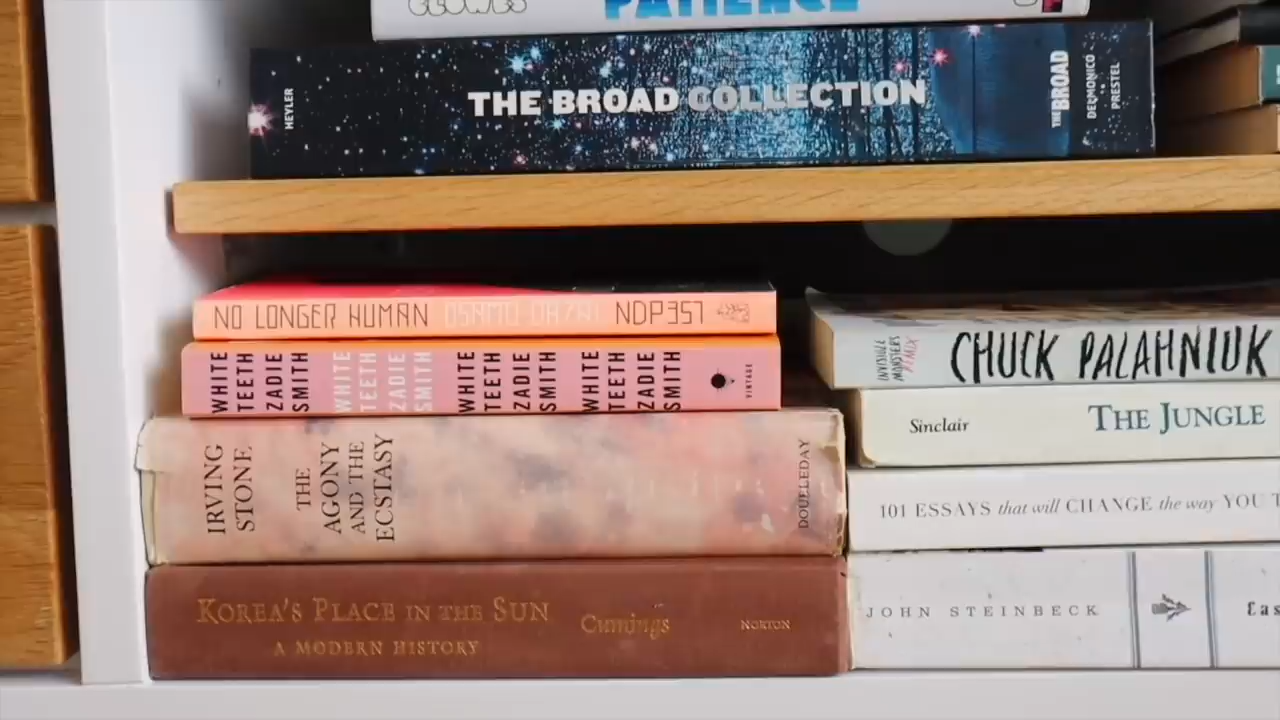 CLOWES
PATIENCE
HEYLER
THE BROAD COLLECTION
THE BROAD
DELMONICO
PRESTEL
NO LONGER HUMAN OSAMU DAZAI NDP357
WHITE TEETH ZADIE SMITH WHITE TEETH ZADIE SMITH WHITE TEETH ZADIE SMITH WHITE TEETH ZADIE SMITH VINTAGE
IRVING STONE
THE AGONY AND THE ECSTASY
DOUBLEDAY
KOREA'S PLACE IN THE SUN
A MODERN HISTORY
Cumings
NORTON
INVISIBLE MONSTERS REMIX
CHUCK PALAHNIUK
Sinclair THE JUNGLE
101 ESSAYS that will CHANGE the way YOU T
JOHN STEINBECK Eas